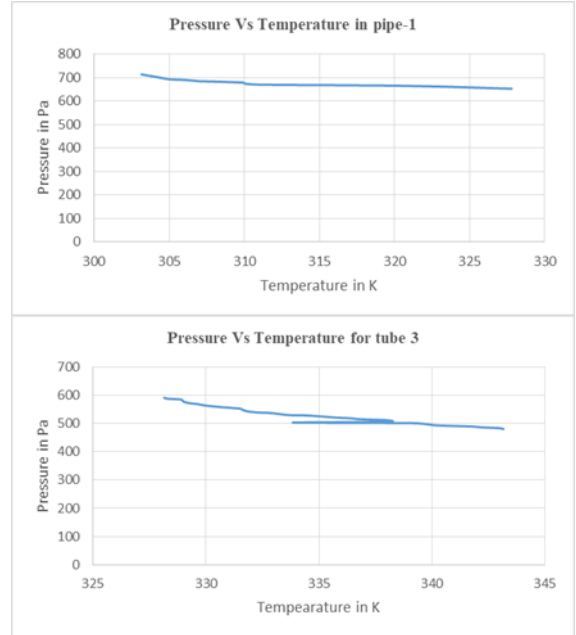 Pressure Vs Temperature in pipe-1
800
700
600
500
400
300
200
100
0
Pressure in Pa
300 305 310 315 320 325 330
Temperature in K
Pressure Vs Temperature for tube 3
700
600
500
400
300
200
100
0
Pressure in Pa
325 330 335 340 345
Tempearature in K